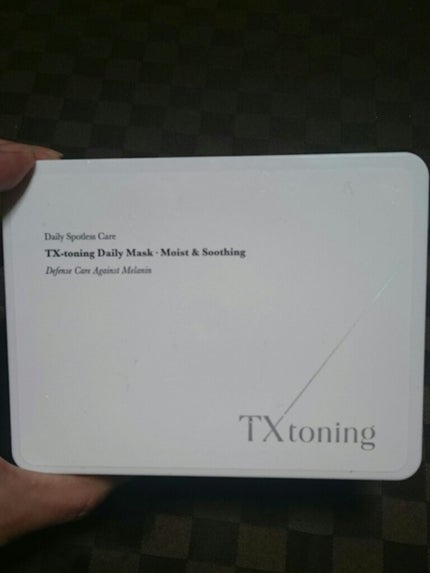 Daily Spotless Care
TX-toning Daily Mask · Moist & Soothing
Defense Care Against Melanin
TXtoning